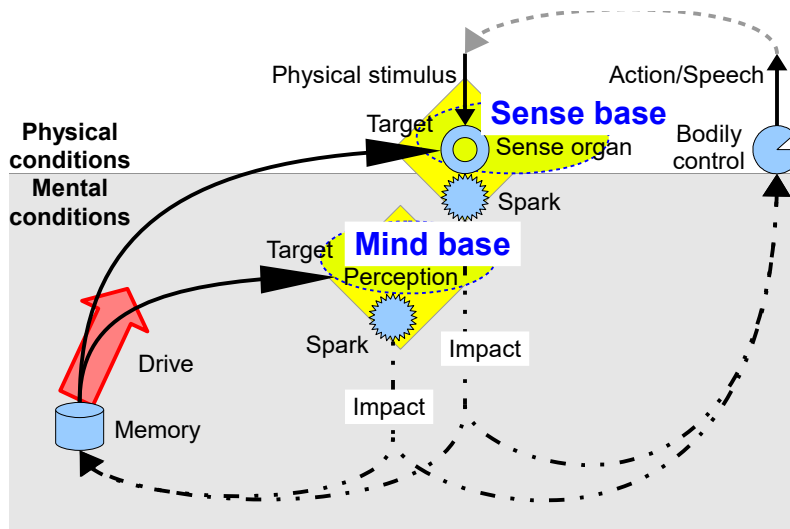 Physical stimulus
Action/Speech
Sense base
Target
Sense organ
Bodily
control
Physical
conditions
Mental
conditions
Spark
Mind base
Target
Perception
Spark
Impact
Drive
Impact
Memory